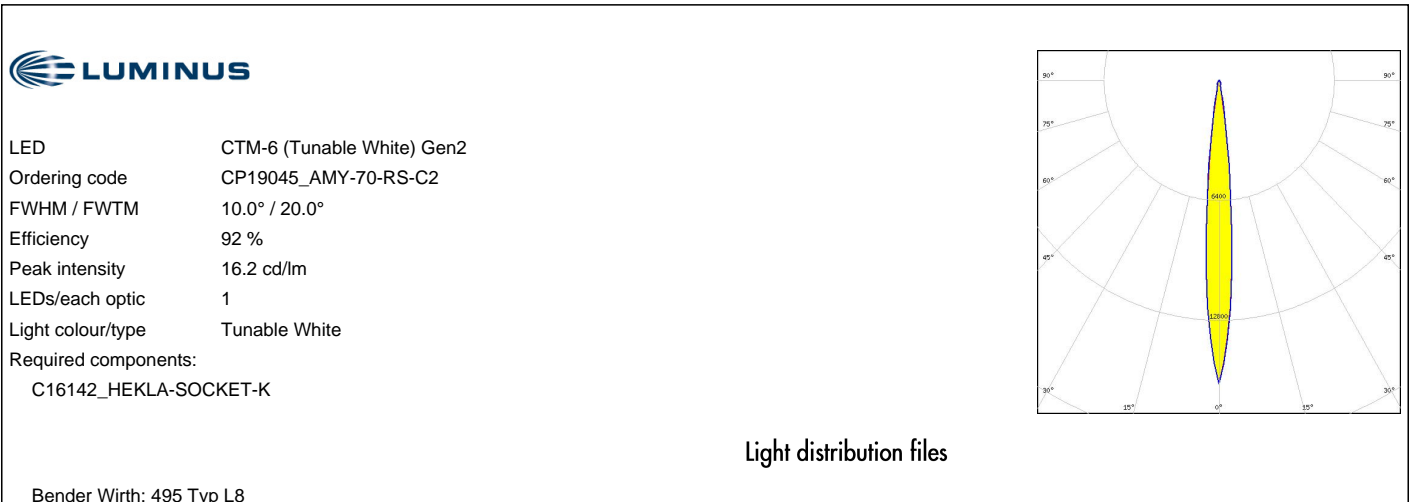 LUMINUS
LED CTM-6 (Tunable White) Gen2
Ordering code CP19045_AMY-70-RS-C2
FWHM / FWTM 10.0° / 20.0°
Efficiency 92 %
Peak intensity 16.2 cd/lm
LEDs/each optic 1
Light colour/type Tunable White
Required components:
C16142_HEKLA-SOCKET-K
90° 90°
75° 75°
60° 60°
6400
45° 45°
12800
30° 30°
15° 0° 15°
Light distribution files
Bender Wirth: 495 Typ L8